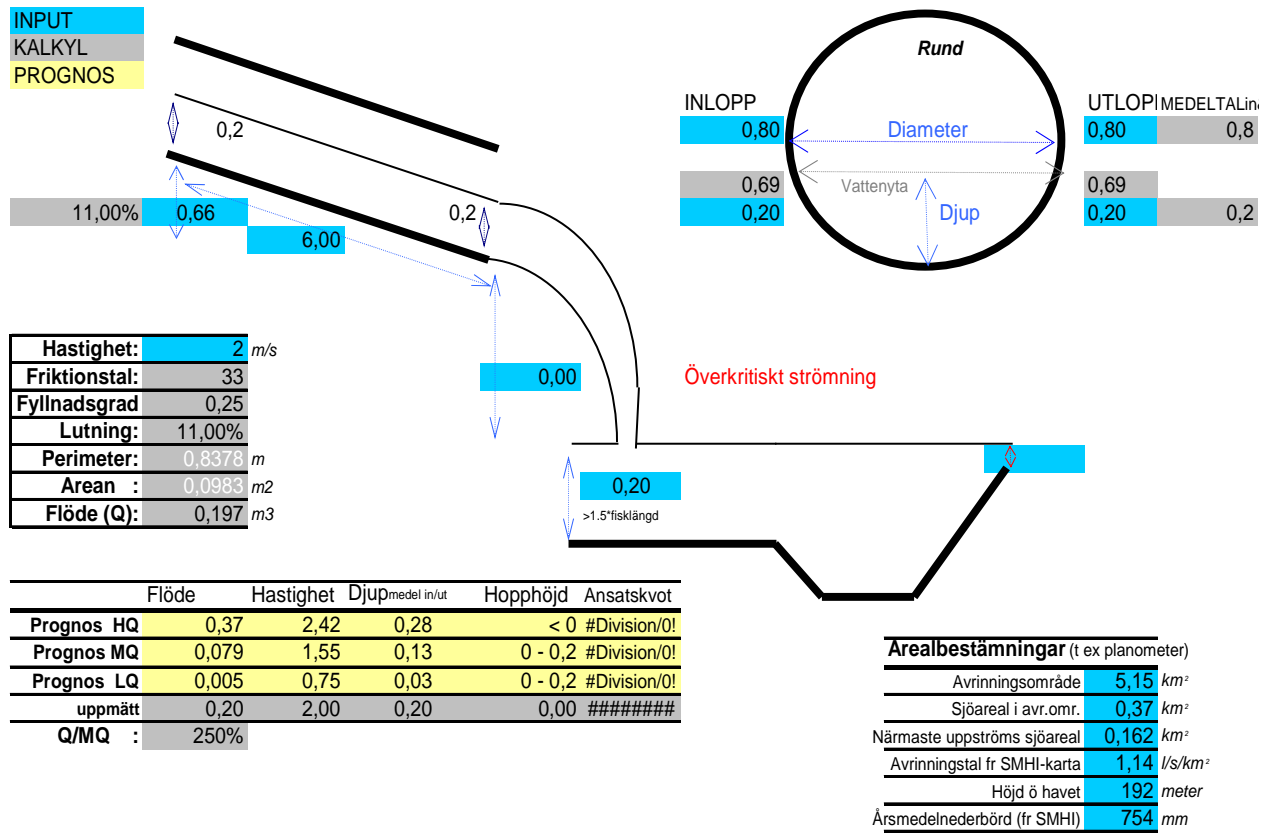 INPUT
KALKYL
PROGNOS
Rund
INLOPP
UTLOPI MEDELTALin
0,80 Diameter 0,80 0,8
0,2
0,69 Vattenyta 0,69
0,20 Djup 0,20 0,2
11,00% 0,66 0,2
6,00
Hastighet: 2 m/s
Friktionstal: 33
Fyllnadsgrad 0,25
Lutning: 11,00%
Perimeter: 0,8378 m
Arean : 0,0983 m2
Flöde (Q): 0,197 m3
0,00 Överkritiskt strömning
0,20
>1.5*fisklängd
Flöde Hastighet Djup medel in/ut Hopphöjd Ansatskvot
Prognos HQ 0,37 2,42 0,28 < 0 #Division/0!
Prognos MQ 0,079 1,55 0,13 0 - 0,2 #Division/0!
Prognos LQ 0,005 0,75 0,03 0 - 0,2 #Division/0!
uppmätt 0,20 2,00 0,20 0,00 ########
Q/MQ : 250%
Arealbestämningar (t ex planometer)
Avrinningsområde 5,15 km²
Sjöareal i avr.omr. 0,37 km²
Närmaste uppströms sjöareal 0,162 km²
Avrinningstal fr SMHI-karta 1,14 l/s/km²
Höjd ö havet 192 meter
Årsmedelnederbörd (fr SMHI) 754 mm